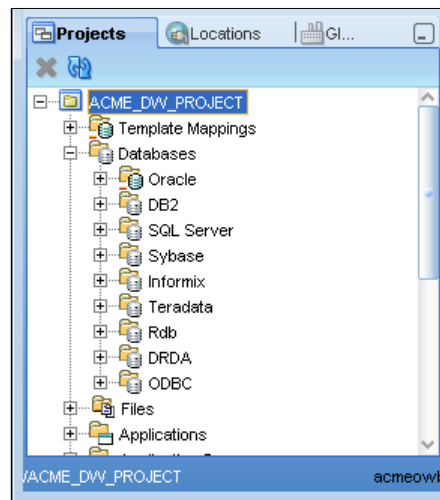 Projects Locations Gl...
ACME_DW_PROJECT
Template Mappings
Databases
Oracle
DB2
SQL Server
Sybase
Informix
Teradata
Rdb
DRDA
ODBC
Files
Applications
/ACME_DW_PROJECT acmeowl